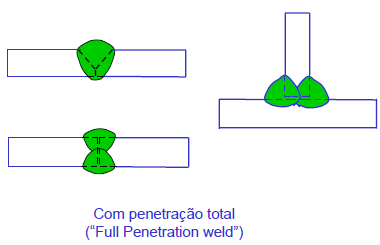 Com penetração total
(“Full Penetration weld”)